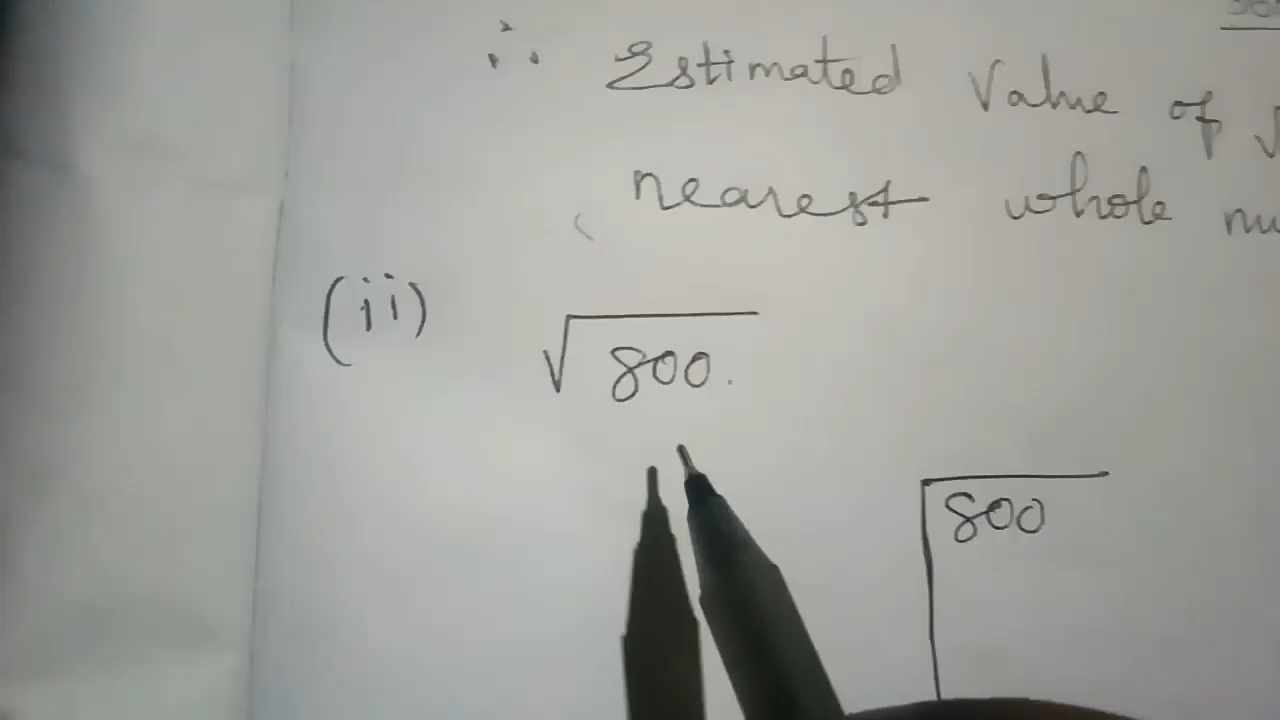 ∴ Estimated Value of √
nearest whole
(ii) √800.
800